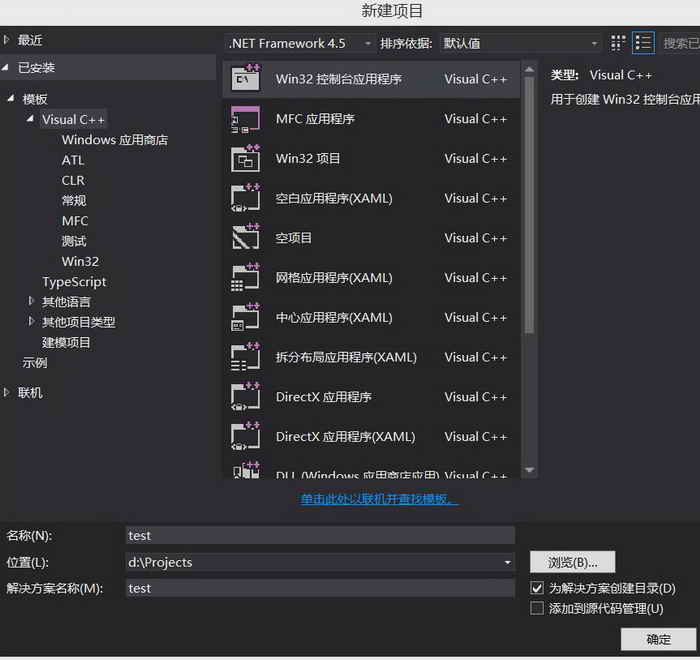 新建项目
最近
.NET Framework 4.5 排序依据: 默认值 搜索已
已安装
模板
Visual C++
Windows 应用商店
ATL
CLR
常规
MFC
测试
Win32
TypeScript
其他语言
其他项目类型
建模项目
示例
联机
Win32 控制台应用程序 Visual C++
MFC 应用程序 Visual C++
Win32 项目 Visual C++
空白应用程序(XAML) Visual C++
空项目 Visual C++
网格应用程序(XAML) Visual C++
中心应用程序(XAML) Visual C++
拆分布局应用程序(XAML) Visual C++
DirectX 应用程序 Visual C++
DirectX 应用程序(XAML) Visual C++
DLL (Windows 应用商店应用) Visual C++
单击此处以联机并查找模板。
类型: Visual C++
用于创建 Win32 控制台应用
名称(N): test
位置(L): d:\Projects 浏览(B)...
解决方案名称(M): test 为解决方案创建目录(D)
添加到源代码管理(U)
确定